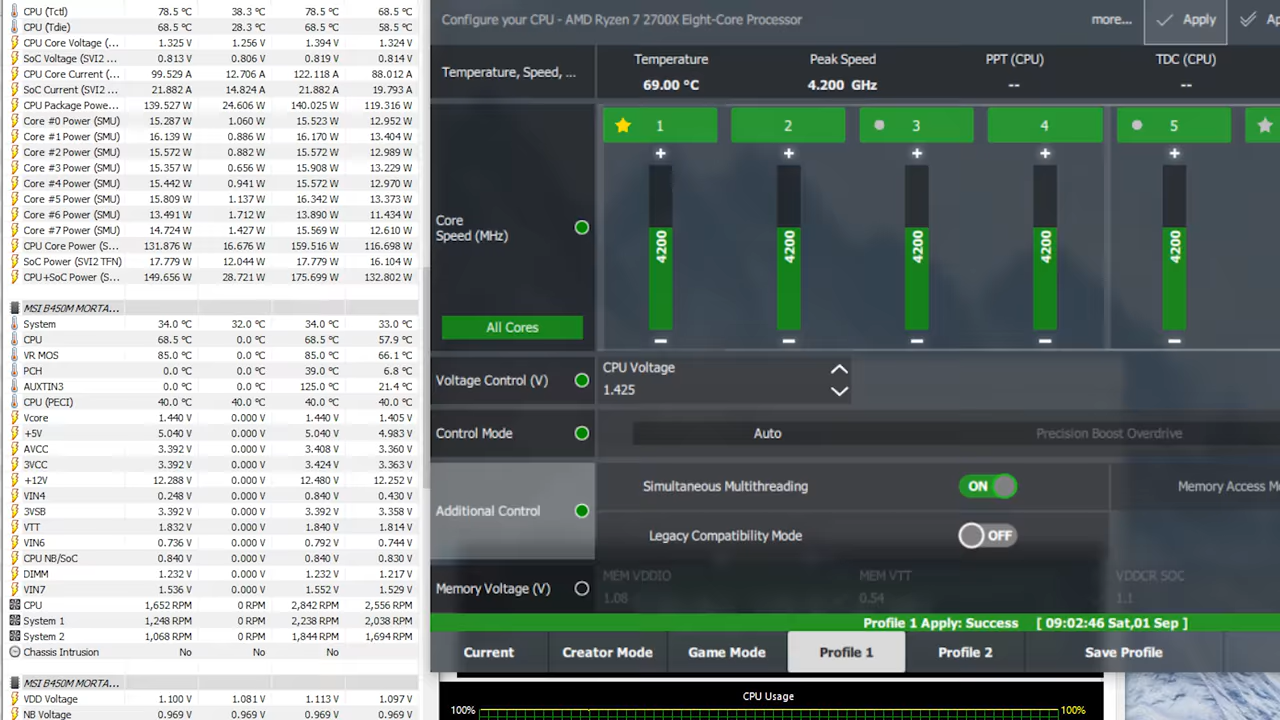 CPU (Tctl) 78.5 °C 38.3 °C 78.5 °C 68.5 °C
CPU (Tdie) 68.5 °C 28.3 °C 68.5 °C 58.5 °C
CPU Core Voltage (... 1.325 V 1.256 V 1.394 V 1.324 V
SoC Voltage (SVI2 ... 0.813 V 0.806 V 0.819 V 0.814 V
CPU Core Current (... 99.529 A 12.706 A 122.118 A 88.012 A
SoC Current (SVI2 ... 21.882 A 14.824 A 21.882 A 19.793 A
CPU Package Powe... 139.527 W 24.606 W 140.025 W 119.316 W
Core #0 Power (SMU) 15.287 W 1.060 W 15.523 W 12.952 W
Core #1 Power (SMU) 16.139 W 0.886 W 16.170 W 13.404 W
Core #2 Power (SMU) 15.572 W 0.882 W 15.572 W 12.989 W
Core #3 Power (SMU) 15.357 W 0.656 W 15.908 W 13.229 W
Core #4 Power (SMU) 15.442 W 0.941 W 15.572 W 12.970 W
Core #5 Power (SMU) 15.809 W 1.137 W 16.342 W 13.373 W
Core #6 Power (SMU) 13.491 W 1.712 W 13.890 W 11.434 W
Core #7 Power (SMU) 14.724 W 1.427 W 15.569 W 12.610 W
CPU Core Power (S... 131.876 W 16.676 W 159.516 W 116.698 W
SoC Power (SVI2 TFN) 17.779 W 12.044 W 17.779 W 16.104 W
CPU+SoC Power (S... 149.656 W 28.721 W 175.699 W 132.802 W
MSI B450M MORTA...
System 34.0 °C 32.0 °C 34.0 °C 33.0 °C
CPU 68.5 °C 0.0 °C 68.5 °C 57.9 °C
VR MOS 85.0 °C 0.0 °C 85.0 °C 66.1 °C
PCH 0.0 °C 0.0 °C 39.0 °C 6.8 °C
AUXTIN3 0.0 °C 0.0 °C 125.0 °C 21.4 °C
CPU (PECI) 40.0 °C 40.0 °C 40.0 °C 40.0 °C
Vcore 1.440 V 0.000 V 1.440 V 1.405 V
+5V 5.040 V 0.000 V 5.040 V 4.983 V
AVCC 3.392 V 0.000 V 3.408 V 3.360 V
3VCC 3.392 V 0.000 V 3.424 V 3.363 V
+12V 12.288 V 0.000 V 12.480 V 12.252 V
VIN4 0.248 V 0.000 V 0.840 V 0.430 V
3VSB 3.392 V 0.000 V 3.392 V 3.358 V
VTT 1.832 V 0.000 V 1.840 V 1.814 V
VIN6 0.736 V 0.000 V 0.792 V 0.744 V
CPU NB/SoC 0.840 V 0.000 V 0.840 V 0.830 V
DIMM 1.232 V 0.000 V 1.232 V 1.217 V
VIN7 1.536 V 0.000 V 1.552 V 1.529 V
CPU 1,652 RPM 0 RPM 2,842 RPM 2,556 RPM
System 1 1,248 RPM 0 RPM 2,238 RPM 2,038 RPM
System 2 1,068 RPM 0 RPM 1,844 RPM 1,694 RPM
Chassis Intrusion No No No
MSI B450M MORTA...
VDD Voltage 1.100 V 1.081 V 1.113 V 1.097 V
NB Voltage 0.969 V 0.969 V 0.969 V 0.969 V
Configure your CPU - AMD Ryzen 7 2700X Eight-Core Processor more... Apply Ap
Temperature, Speed, ... Temperature Peak Speed PPT (CPU) TDC (CPU)
69.00 °C 4.200 GHz -- --
1 2 3 4 5
+ + + + +
Core
Speed (MHz)
4200 4200 4200 4200 4200
All Cores
Voltage Control (V) CPU Voltage
1.425
Control Mode Auto Precision Boost Overdrive
Additional Control Simultaneous Multithreading ON Memory Access Mo
Legacy Compatibility Mode OFF
Memory Voltage (V) MEM VDDIO MEM VTT VDDCR SOC
1.08 0.54 1.1
Profile 1 Apply: Success [ 09:02:46 Sat,01 Sep ]
Current Creator Mode Game Mode Profile 1 Profile 2 Save Profile
CPU Usage
100% 100%